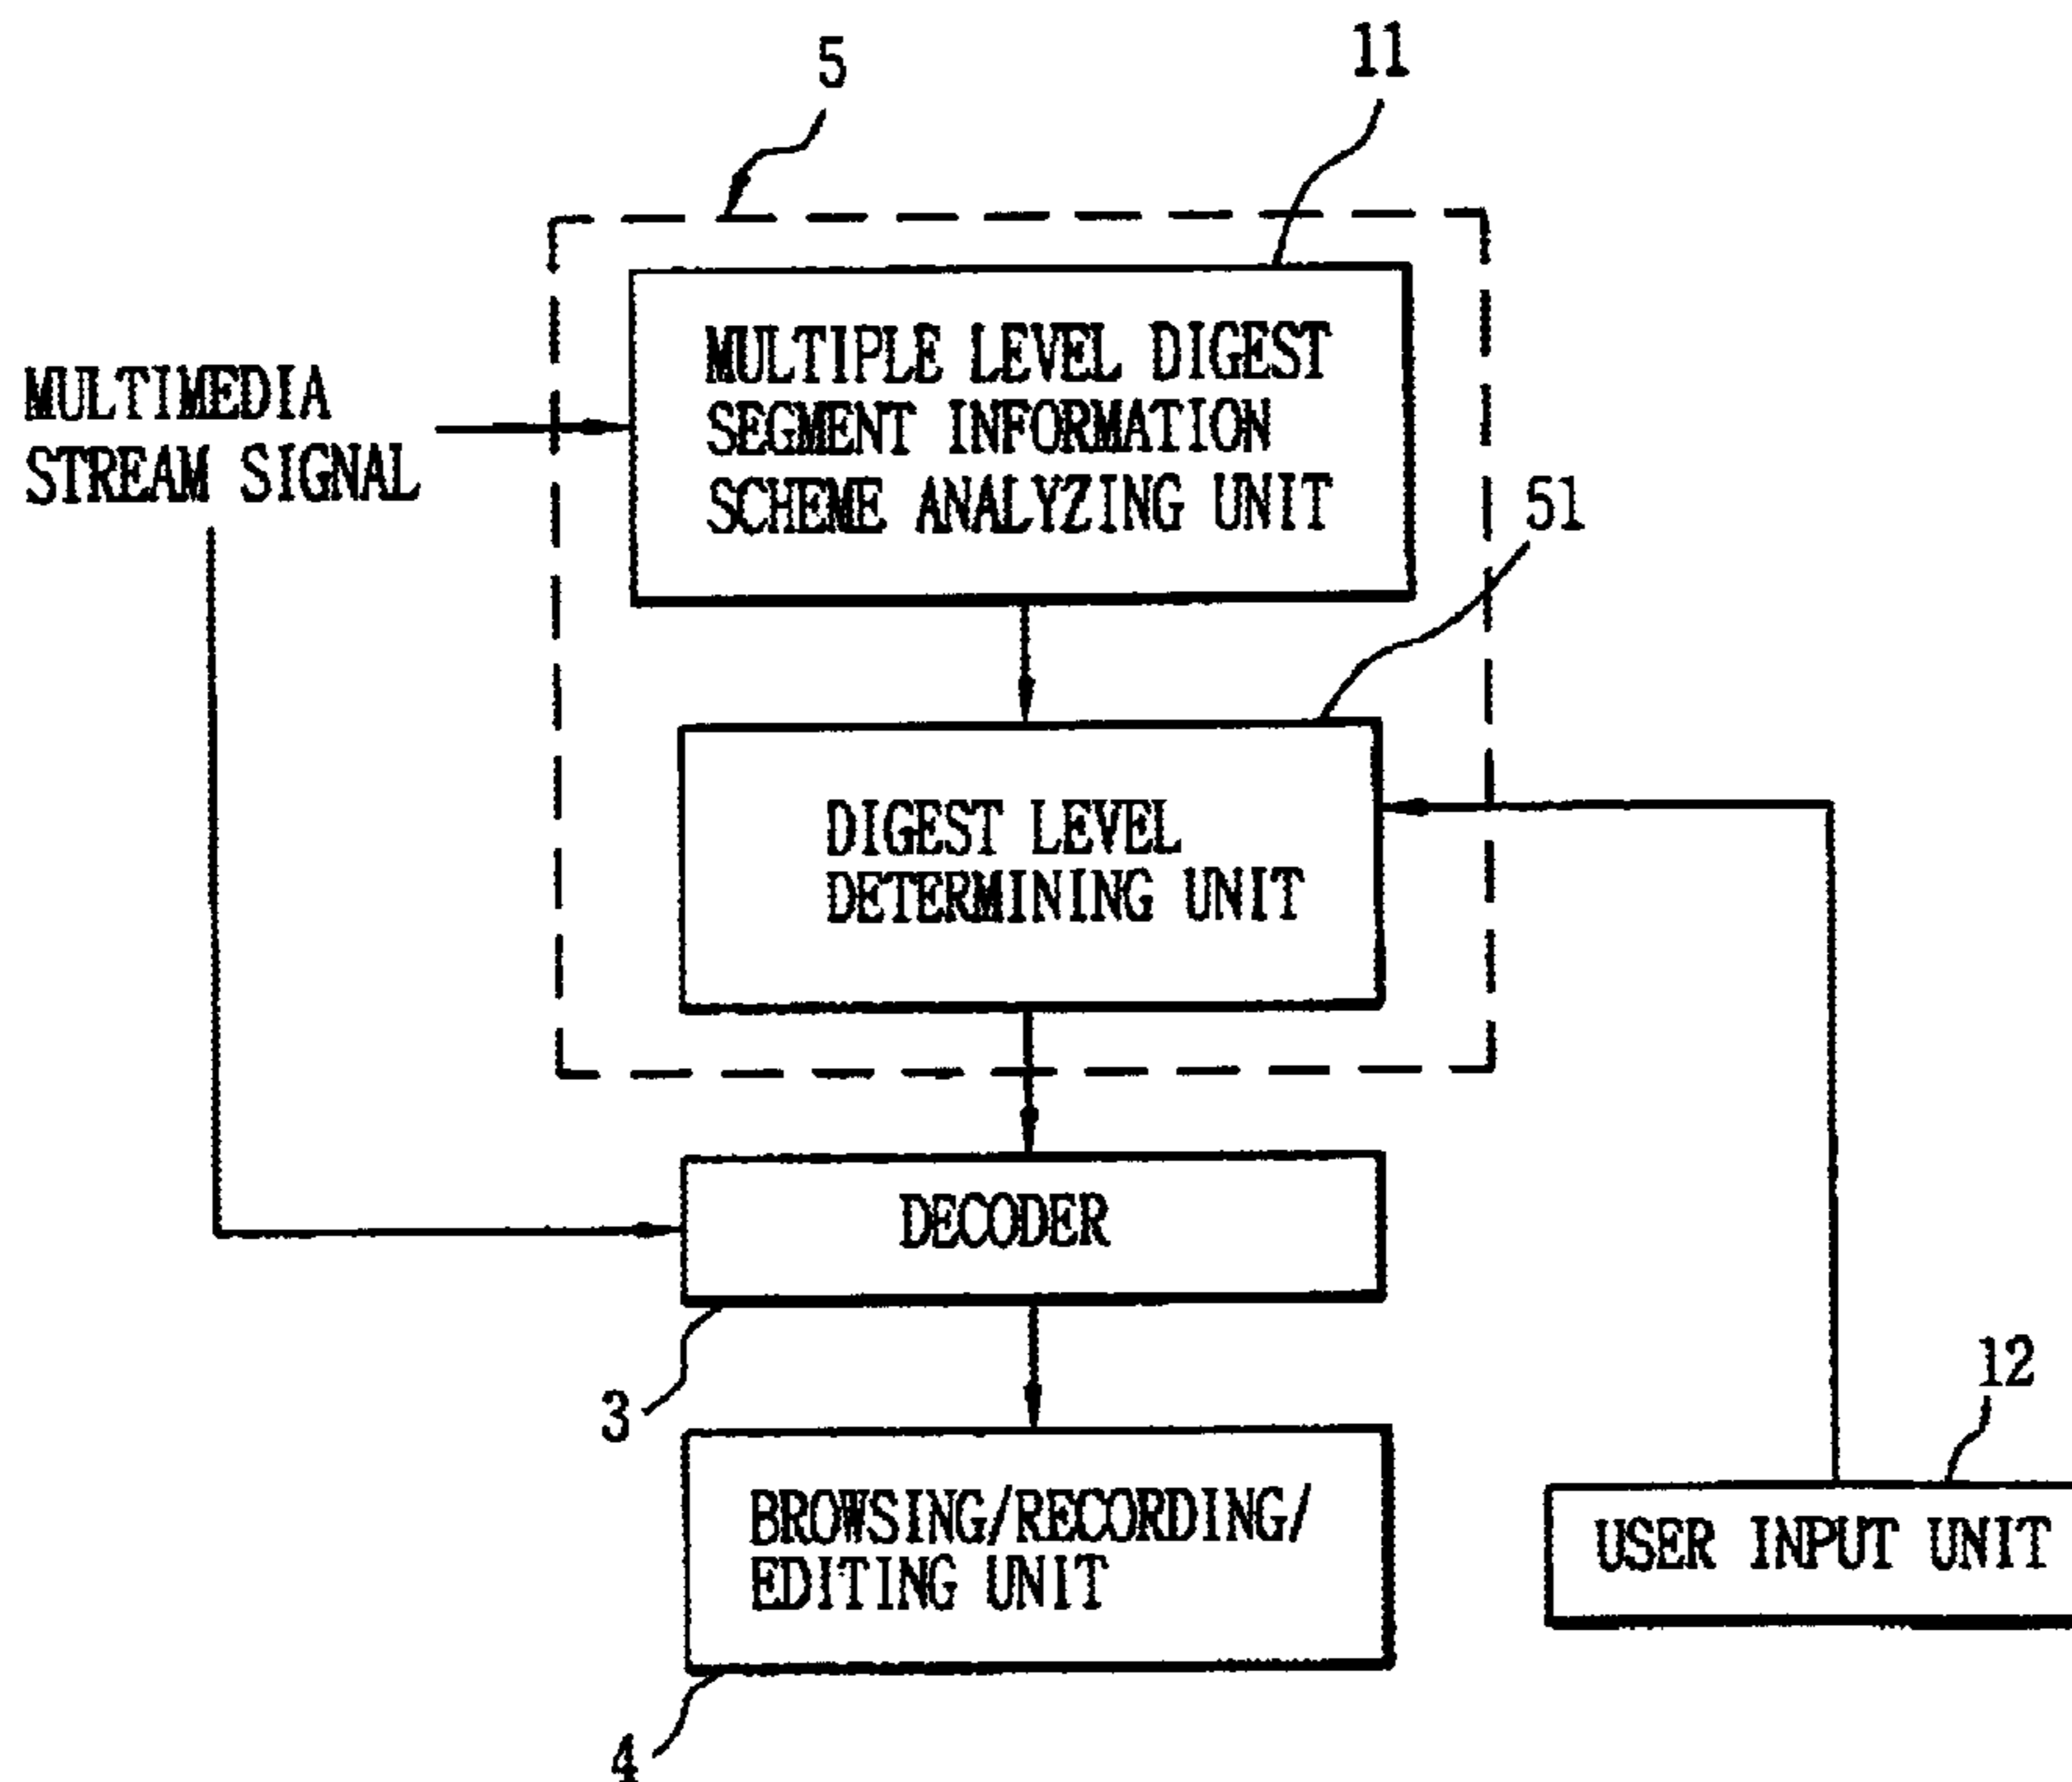 5
11
MULTIPLE LEVEL DIGEST
SEGMENT INFORMATION
SCHEME ANALYZING UNIT
MULTIMEDIA
STREAM SIGNAL
51
DIGEST LEVEL
DETERMINING UNIT
DECODER
3
12
BROWSING/RECORDING/
EDITING UNIT
USER INPUT UNIT
4